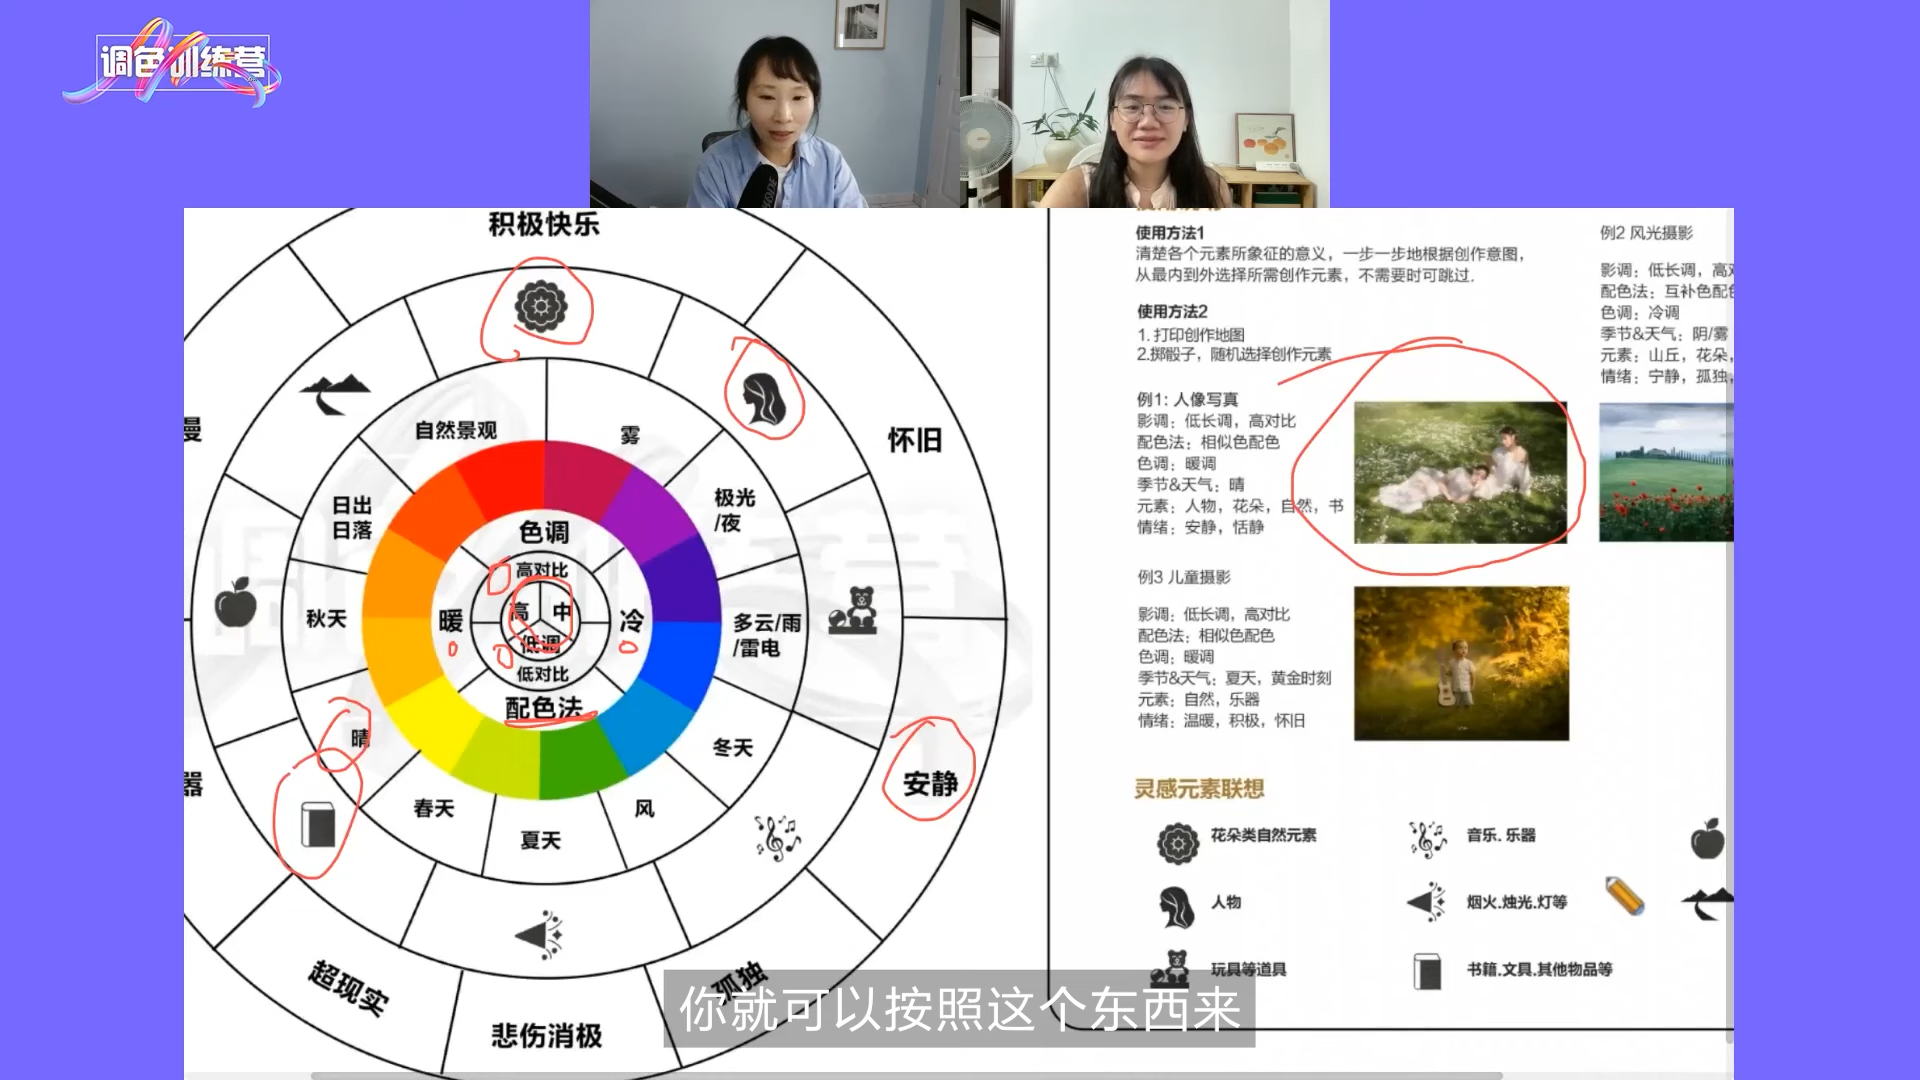 调色训练营
积极快乐
怀旧
安静
孤独
悲伤消极
超现实
自然景观
雾
极光
/夜
多云/雨
/雷电
冬天
风
夏天
春天
晴
秋天
日出
日落
色调
高对比
高
中
低调
低对比
暖
冷
配色法
使用方法1
清楚各个元素所象征的意义，一步一步地根据创作意图，
从最内到外选择所需创作元素，不需要时可跳过.
使用方法2
1. 打印创作地图
2.掷骰子，随机选择创作元素
例1: 人像写真
影调：低长调，高对比
配色法：相似色配色
色调：暖调
季节&天气：晴
元素：人物，花朵，自然，书
情绪：安静，恬静
例2 风光摄影
影调：低长调，高对
配色法：互补色配色
色调：冷调
季节&天气：阴/雾
元素：山丘，花朵，
情绪：宁静，孤独，
例3 儿童摄影
影调：低长调，高对比
配色法：相似色配色
色调：暖调
季节&天气：夏天，黄金时刻
元素：自然，乐器
情绪：温暖，积极，怀旧
灵感元素联想
花朵类自然元素
音乐. 乐器
人物
烟火.烛光.灯等
玩具等道具
书籍.文具.其他物品等
你就可以按照这个东西来